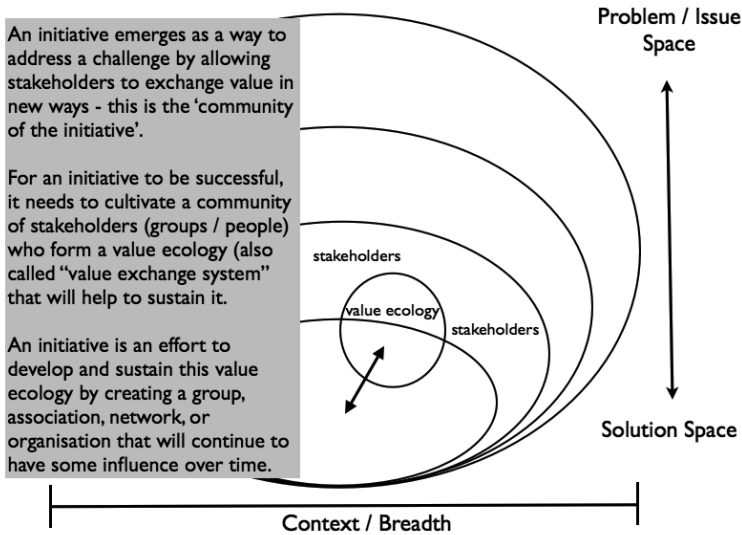 An initiative emerges as a way to
address a challenge by allowing
stakeholders to exchange value in
new ways - this is the ‘community
of the initiative’.
For an initiative to be successful,
it needs to cultivate a community
of stakeholders (groups / people)
who form a value ecology (also
called “value exchange system”
that will help to sustain it.
An initiative is an effort to
develop and sustain this value
ecology by creating a group,
association, network, or
organisation that will continue to
have some influence over time.
stakeholders
value ecology
stakeholders
Problem / Issue
Space
Solution Space
Context / Breadth